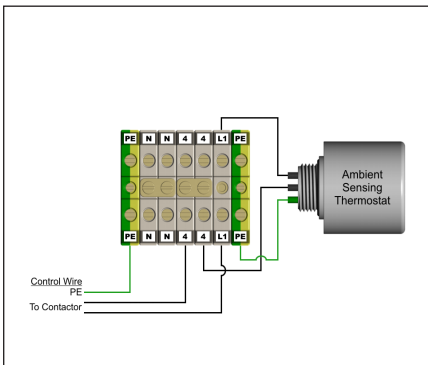 PE N N 4 4 L1 PE
Ambient
Sensing
Thermostat
PE N N 4 4 L1 PE
Control Wire
PE
To Contactor